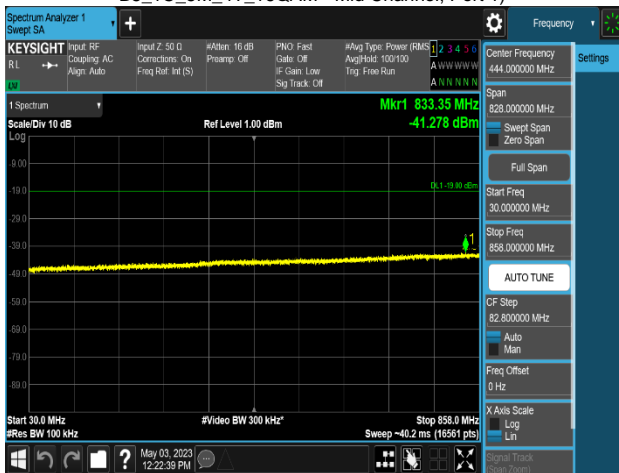 Spectrum Analyzer 1
Swept SA
+
Frequency
KEYSIGHT
RL
Input: RF
Coupling: AC
Align: Auto
Input Z: 50 Ω
Corrections: On
Freq Ref: Int (S)
#Atten: 16 dB
Preamp: Off
PNO: Fast
Gate: Off
IF Gain: Low
Sig Track: Off
#Avg Type: Power (RMS
Avg|Hold: 100/100
Trig: Free Run
1 2 3 4 5 6
A W W W W W
A N N N N N
Settings
Center Frequency
444.000000 MHz
Span
828.000000 MHz
Swept Span
Zero Span
Full Span
Start Freq
30.000000 MHz
Stop Freq
858.000000 MHz
AUTO TUNE
CF Step
82.800000 MHz
Auto
Man
Freq Offset
0 Hz
X Axis Scale
Log
Lin
Signal Track
(Span Zoom)
1 Spectrum
Mkr1 833.35 MHz
Scale/Div 10 dB
Ref Level 1.00 dBm
-41.278 dBm
Log
-9.00
DL1 -19.00 dBm
-19.0
-29.0
1
-39.0
-49.0
-59.0
-69.0
-79.0
-89.0
Start 30.0 MHz
#Video BW 300 kHz*
Stop 858.0 MHz
#Res BW 100 kHz
Sweep ~40.2 ms (16561 pts)
?
May 03, 2023
12:22:39 PM